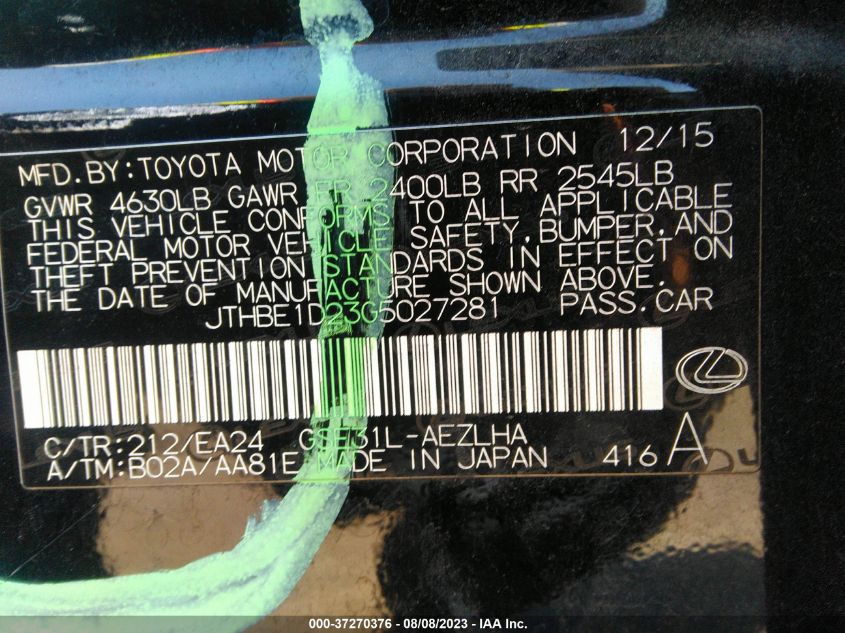 MFD.BY:TOYOTA MOTOR CORPORATION 12/15
GVWR 4630LB GAWR FR 2400LB RR 2545LB
THIS VEHICLE CONFORMS TO ALL APPLICABLE
FEDERAL MOTOR VEHICLE SAFETY,BUMPER,AND
THEFT PREVENTION STANDARDS IN EFFECT ON
THE DATE OF MANUFACTURE SHOWN ABOVE.
JTHBE1D23G5027281 PASS.CAR
C/TR:212/EA24 GSE31L-AEZLHA
A/TM:B02A/AA81E MADE IN JAPAN 416 A
000-37270376 - 08/08/2023 - IAA Inc.